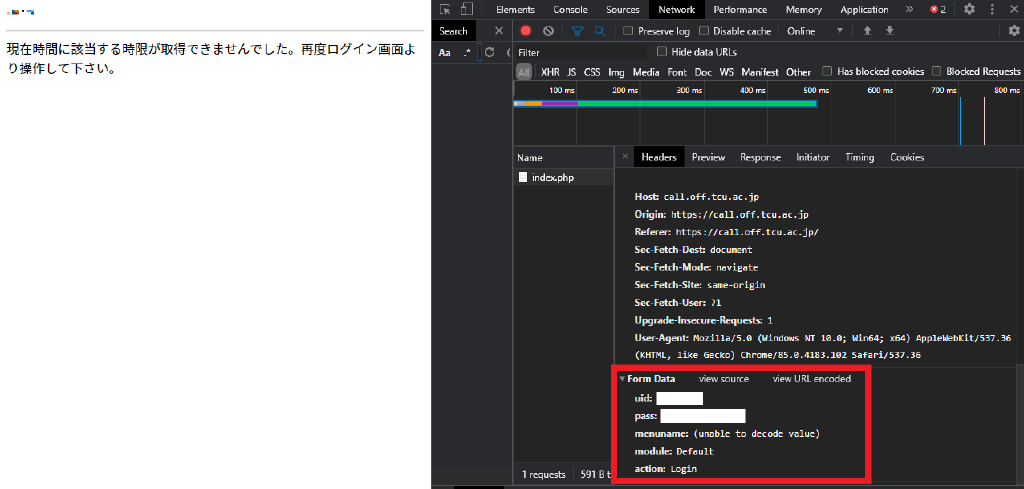 現在時間に該当する時限が取得できませんでした。再度ログイン画面よ
り操作して下さい。
Elements Console Sources Network Performance Memory Application » 2
Search × Preserve log Disable cache Online
Aa .* Filter Hide data URLs
All XHR JS CSS Img Media Font Doc WS Manifest Other Has blocked cookies Blocked Requests
100 ms 200 ms 300 ms 400 ms 500 ms 600 ms 700 ms 800 ms
Name
index.php
× Headers Preview Response Initiator Timing Cookies
Host: call.off.tcu.ac.jp
Origin: https://call.off.tcu.ac.jp
Referer: https://call.off.tcu.ac.jp/
Sec-Fetch-Dest: document
Sec-Fetch-Mode: navigate
Sec-Fetch-Site: same-origin
Sec-Fetch-User: ?1
Upgrade-Insecure-Requests: 1
User-Agent: Mozilla/5.0 (Windows NT 10.0; Win64; x64) AppleWebKit/537.36
(KHTML, like Gecko) Chrome/85.0.4183.102 Safari/537.36
Form Data view source view URL encoded
uid:
pass:
menuname: (unable to decode value)
module: Default
action: Login
1 requests 591 B t